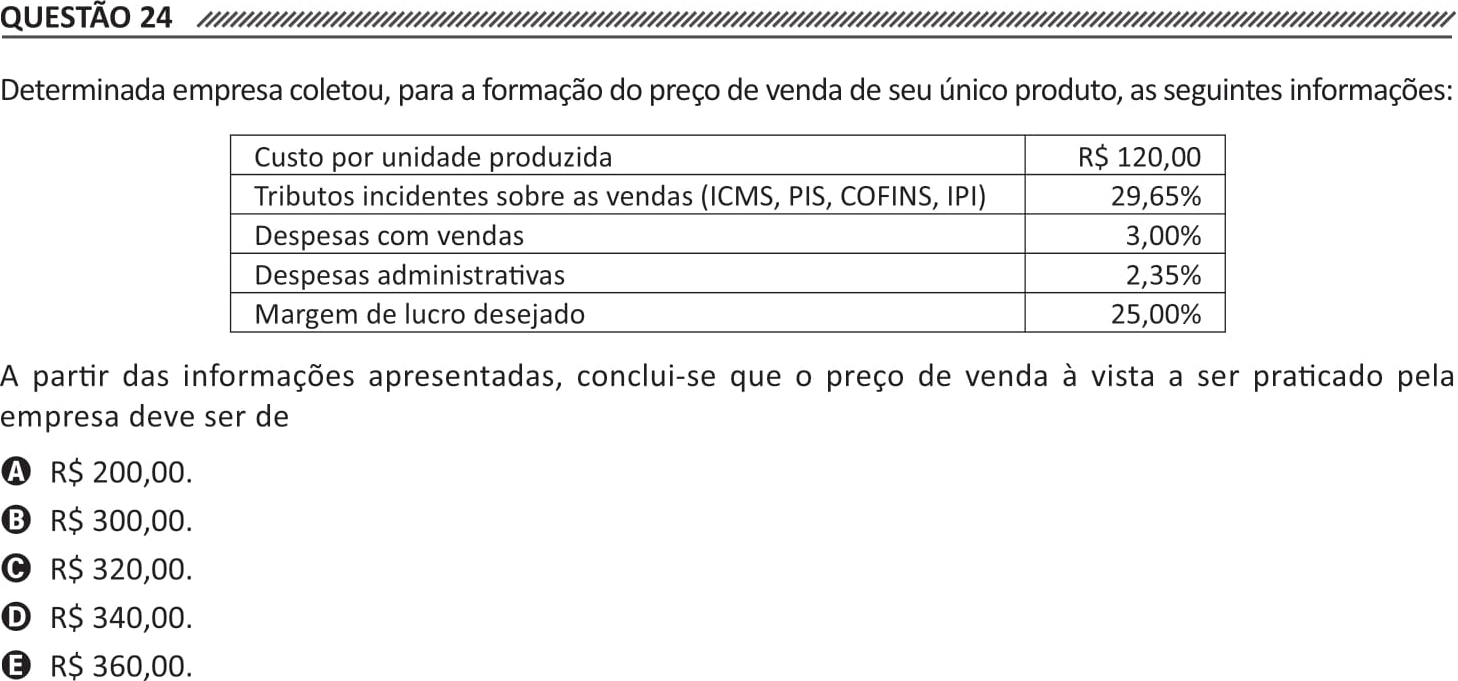 QUESTÃO 24
Determinada empresa coletou, para a formação do preço de venda de seu único produto, as seguintes informações:
Custo por unidade produzida R$ 120,00
Tributos incidentes sobre as vendas (ICMS, PIS, COFINS, IPI) 29,65%
Despesas com vendas 3,00%
Despesas administrativas 2,35%
Margem de lucro desejado 25,00%
A partir das informações apresentadas, conclui-se que o preço de venda à vista a ser praticado pela
empresa deve ser de
A R$ 200,00.
B R$ 300,00.
C R$ 320,00.
D R$ 340,00.
E R$ 360,00.